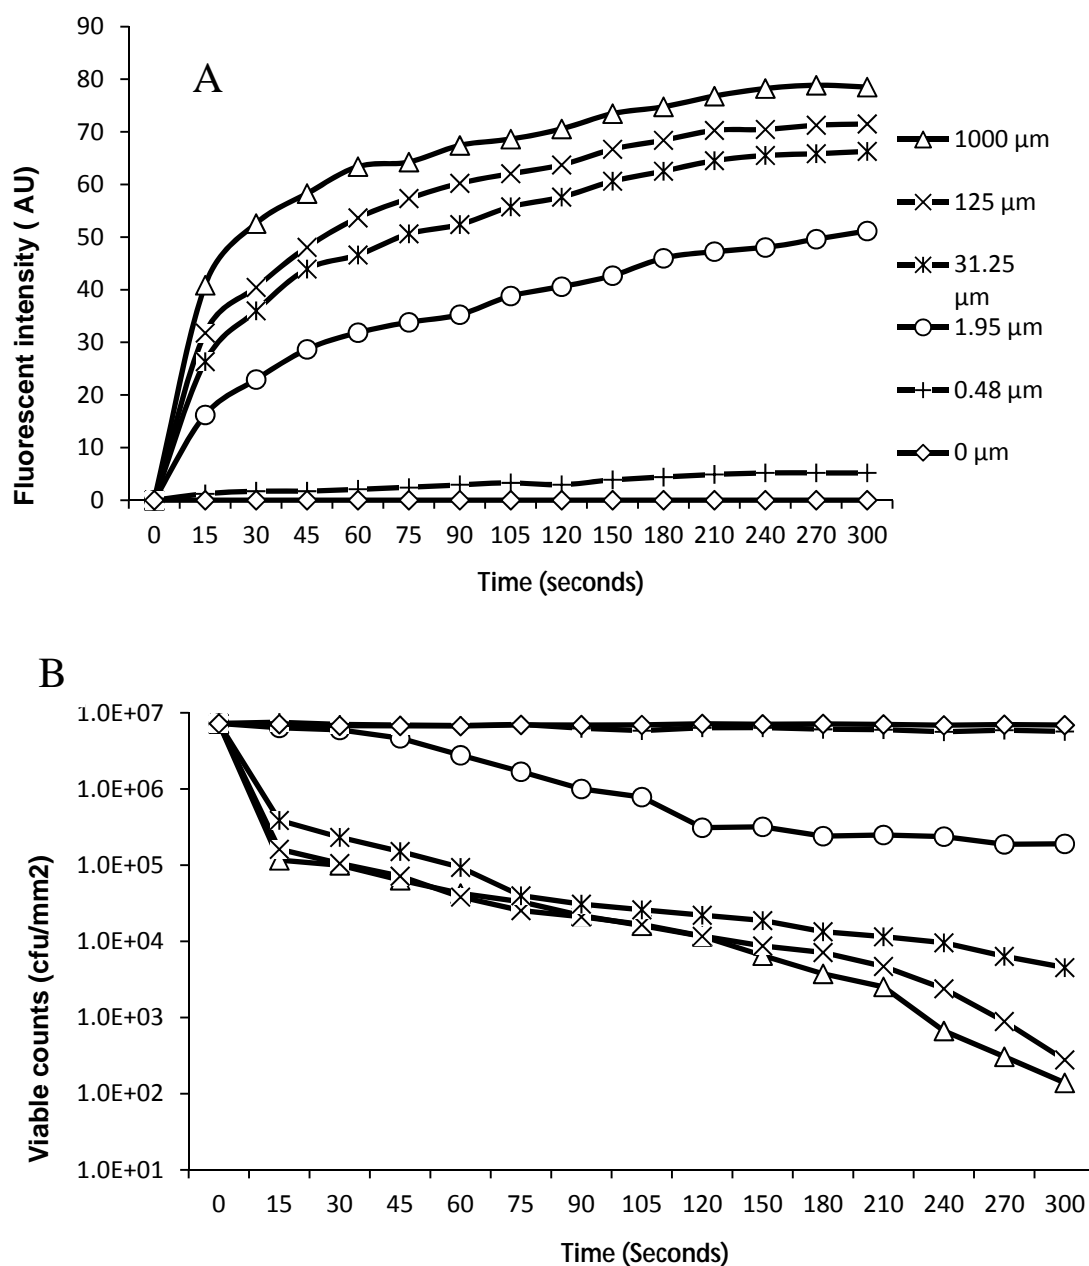 A
90
80
70
60
50
40
30
20
10
0
Fluorescent intensity ( AU)
0 15 30 45 60 75 90 105 120 150 180 210 240 270 300
Time (seconds)
1000 µm
125 µm
31.25
µm
1.95 µm
0.48 µm
0 µm
B
1.0E+07
1.0E+06
1.0E+05
1.0E+04
1.0E+03
1.0E+02
1.0E+01
Viable counts (cfu/mm2)
0 15 30 45 60 75 90 105 120 150 180 210 240 270 300
Time (Seconds)